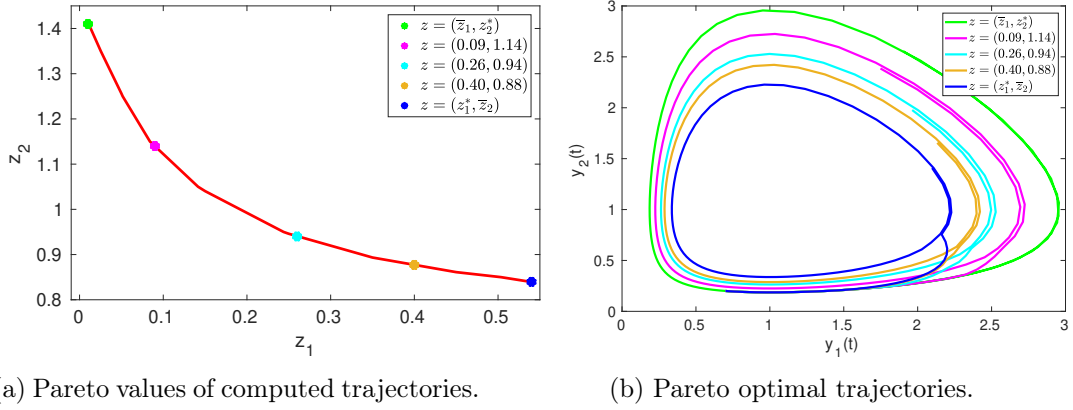 1.4
1.3
1.2
1.1
1
0.9
0.8
z_2
0
0.1
0.2
0.3
0.4
0.5
z_1
z = (z̅_1, z_2^*)
z = (0.09, 1.14)
z = (0.26, 0.94)
z = (0.40, 0.88)
z = (z_1^*, z̅_2)
3
2.5
2
1.5
1
0.5
0
y_2(t)
0
0.5
1
1.5
2
2.5
3
y_1(t)
z = (z̅_1, z_2^*)
z = (0.09, 1.14)
z = (0.26, 0.94)
z = (0.40, 0.88)
z = (z_1^*, z̅_2)
a) Pareto values of computed trajectories.
(b) Pareto optimal trajectories.